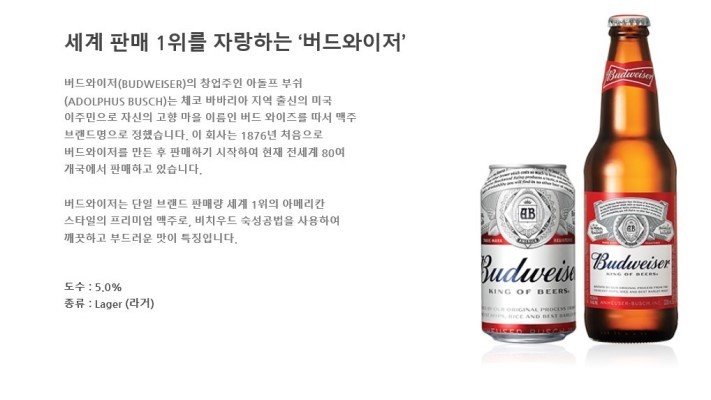 세계 판매 1위를 자랑하는 ‘버드와이저’
버드와이저(BUDWEISER)의 창업주인 아돌프 부쉬
(ADOLPHUS BUSCH)는 체코 바바리아 지역 출신의 미국
이주민으로 자신의 고향 마을 이름인 버드 와이즈를 따서 맥주
브랜드명으로 정했습니다. 이 회사는 1876년 처음으로
버드와이저를 만든 후 판매하기 시작하여 현재 전세계 80여
개국에서 판매하고 있습니다.
버드와이저는 단일 브랜드 판매량 세계 1위의 아메리칸
스타일의 프리미엄 맥주로, 비치우드 숙성공법을 사용하여
깨끗하고 부드러운 맛이 특징입니다.
도수 : 5.0%
종류 : Lager (라거)
Budweiser
AB
AMERICA
TRADE MARK
REGISTERED
Budweise
KING OF BEERS
Budweiser
KING OF BEERS